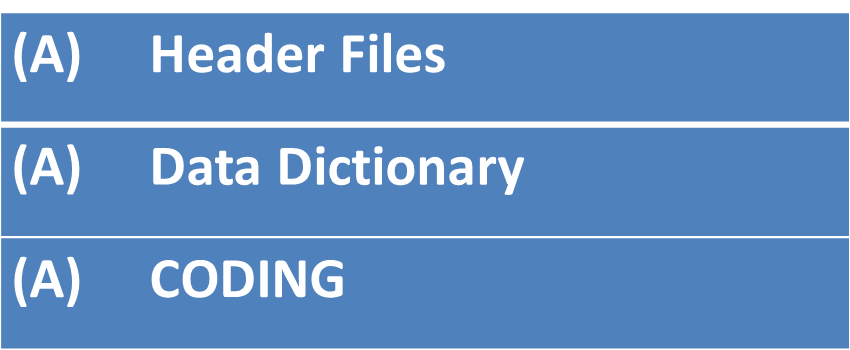 (A) Header Files
(A) Data Dictionary
(A) CODING